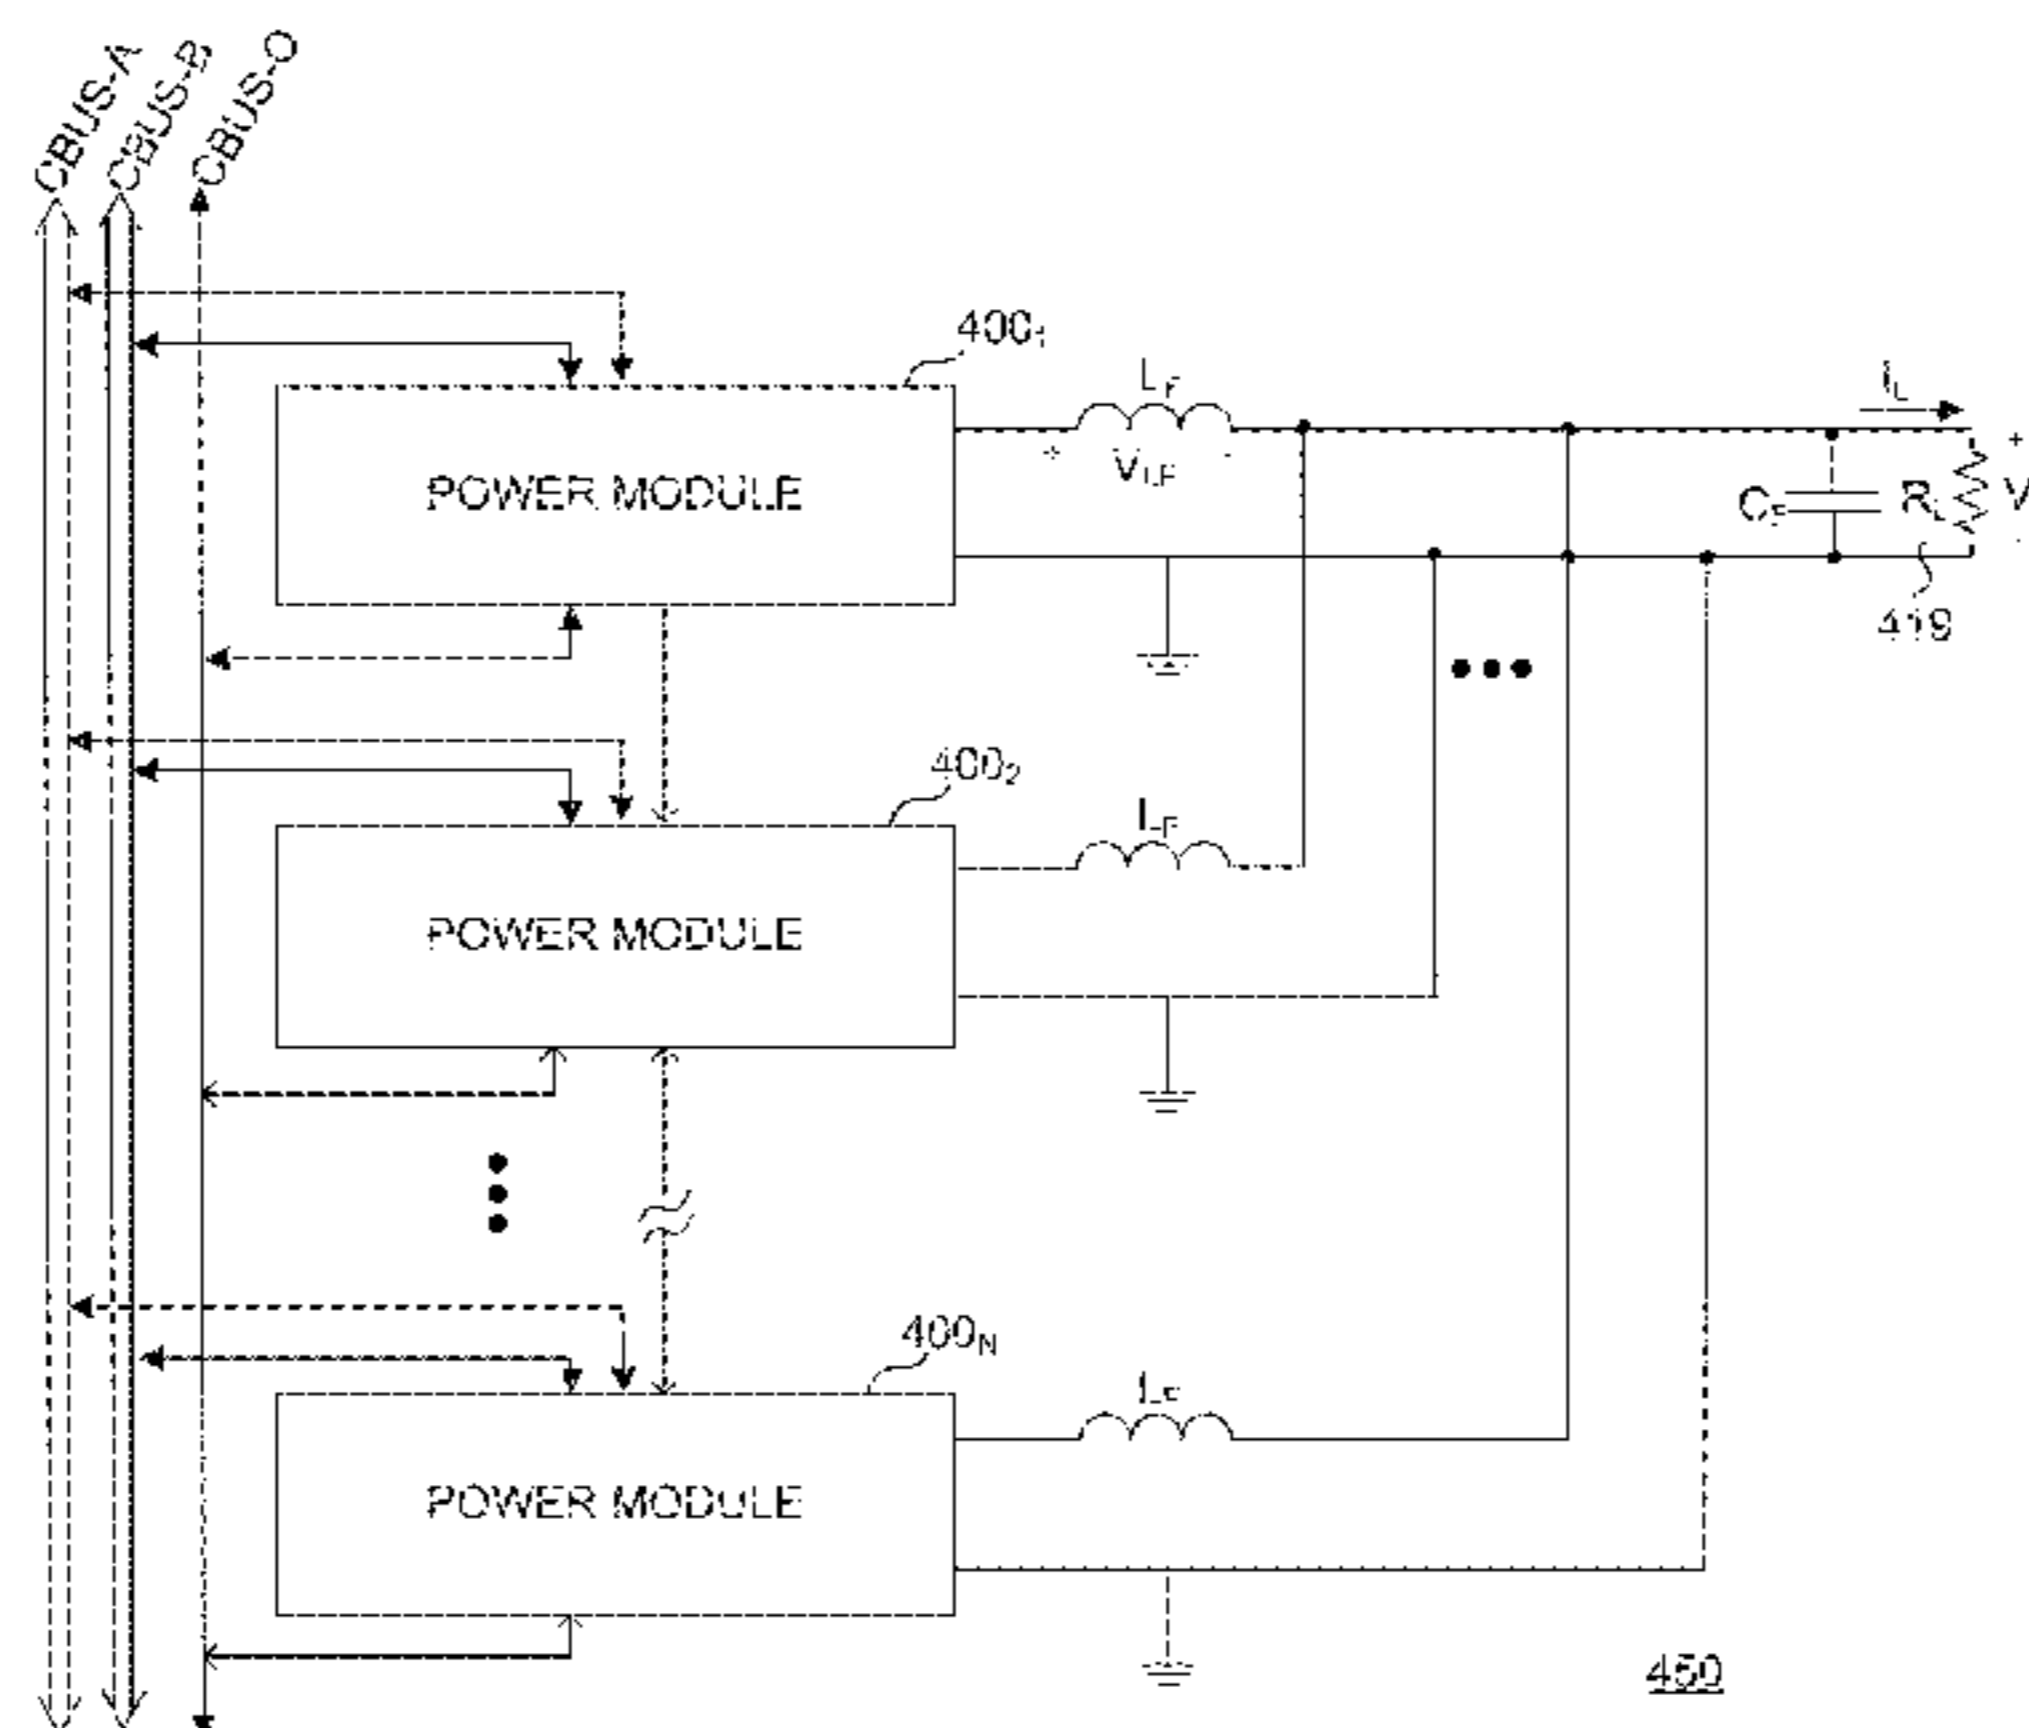 CBUS-A
CBUS-B
CBUS-O
400₁
L_F
I_L
+
+ V_LF -
POWER MODULE
C_F
R_L
V
-
419
400₂
L_F
POWER MODULE
400_N
L_F
POWER MODULE
450